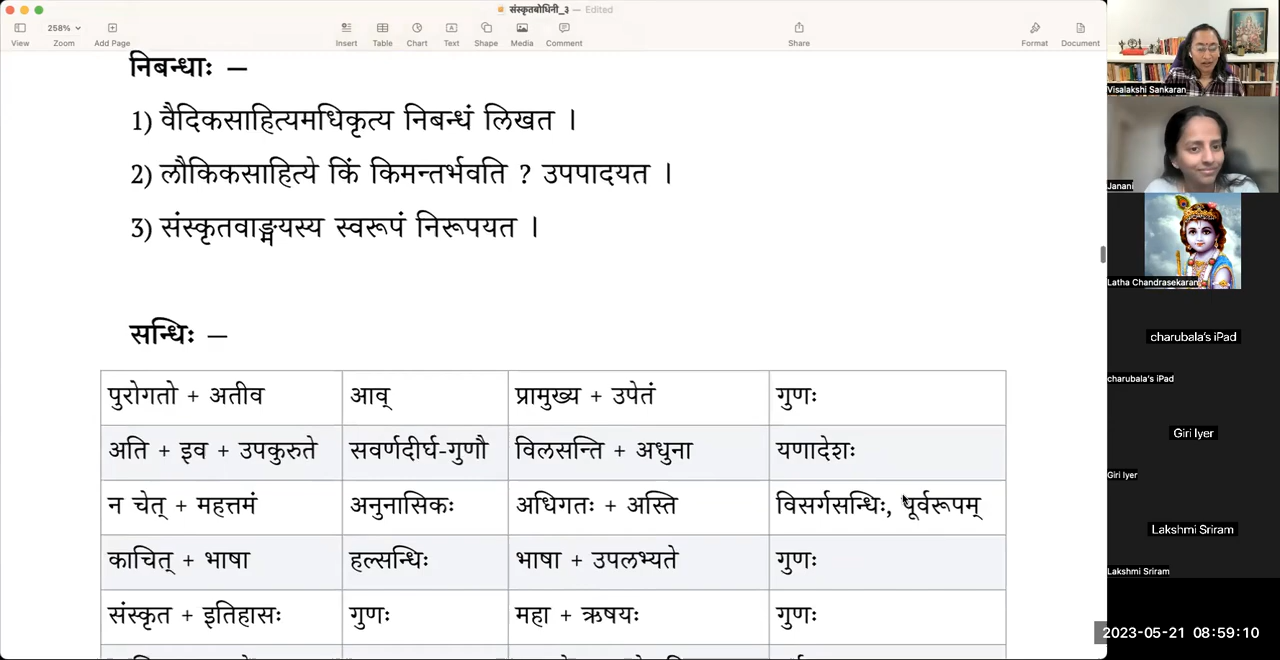 संस्कृतबोधिनी_३ — Edited
View
258%
Zoom
Add Page
Insert
Table
Chart
Text
Shape
Media
Comment
Share
Format
Document
निबन्धाः —
1) वैदिकसाहित्यमधिकृत्य निबन्धं लिखत ।
2) लौकिकसाहित्ये किं किमन्तर्भवति ? उपपादयत ।
3) संस्कृतवाङ्मयस्य स्वरूपं निरूपयत ।
सन्धिः —
पुरोगतो + अतीव आव् प्रामुख्य + उपेतं गुणः
अति + इव + उपकुरुते सवर्णदीर्घ-गुणौ विलसन्ति + अधुना यणादेशः
न चेत् + महत्तमं अनुनासिकः अधिगतः + अस्ति विसर्गसन्धिः, पूर्वरूपम्
काचित् + भाषा हल्सन्धिः भाषा + उपलभ्यते गुणः
संस्कृत + इतिहासः गुणः महा + ऋषयः गुणः
Visalakshi Sankaran
Janani
Latha Chandrasekaran
charubala's iPad
charubala's iPad
Giri Iyer
Giri Iyer
Lakshmi Sriram
Lakshmi Sriram
2023-05-21 08:59:10